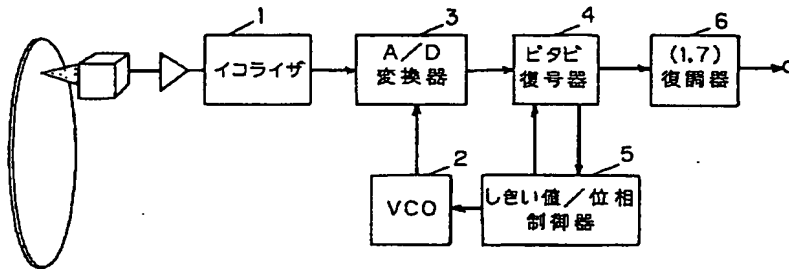 1
イコライザ
3
A/D
変換器
4
ビタビ
復号器
6
(1.7)
復調器
2
VCO
5
しきい値/位相
制御器